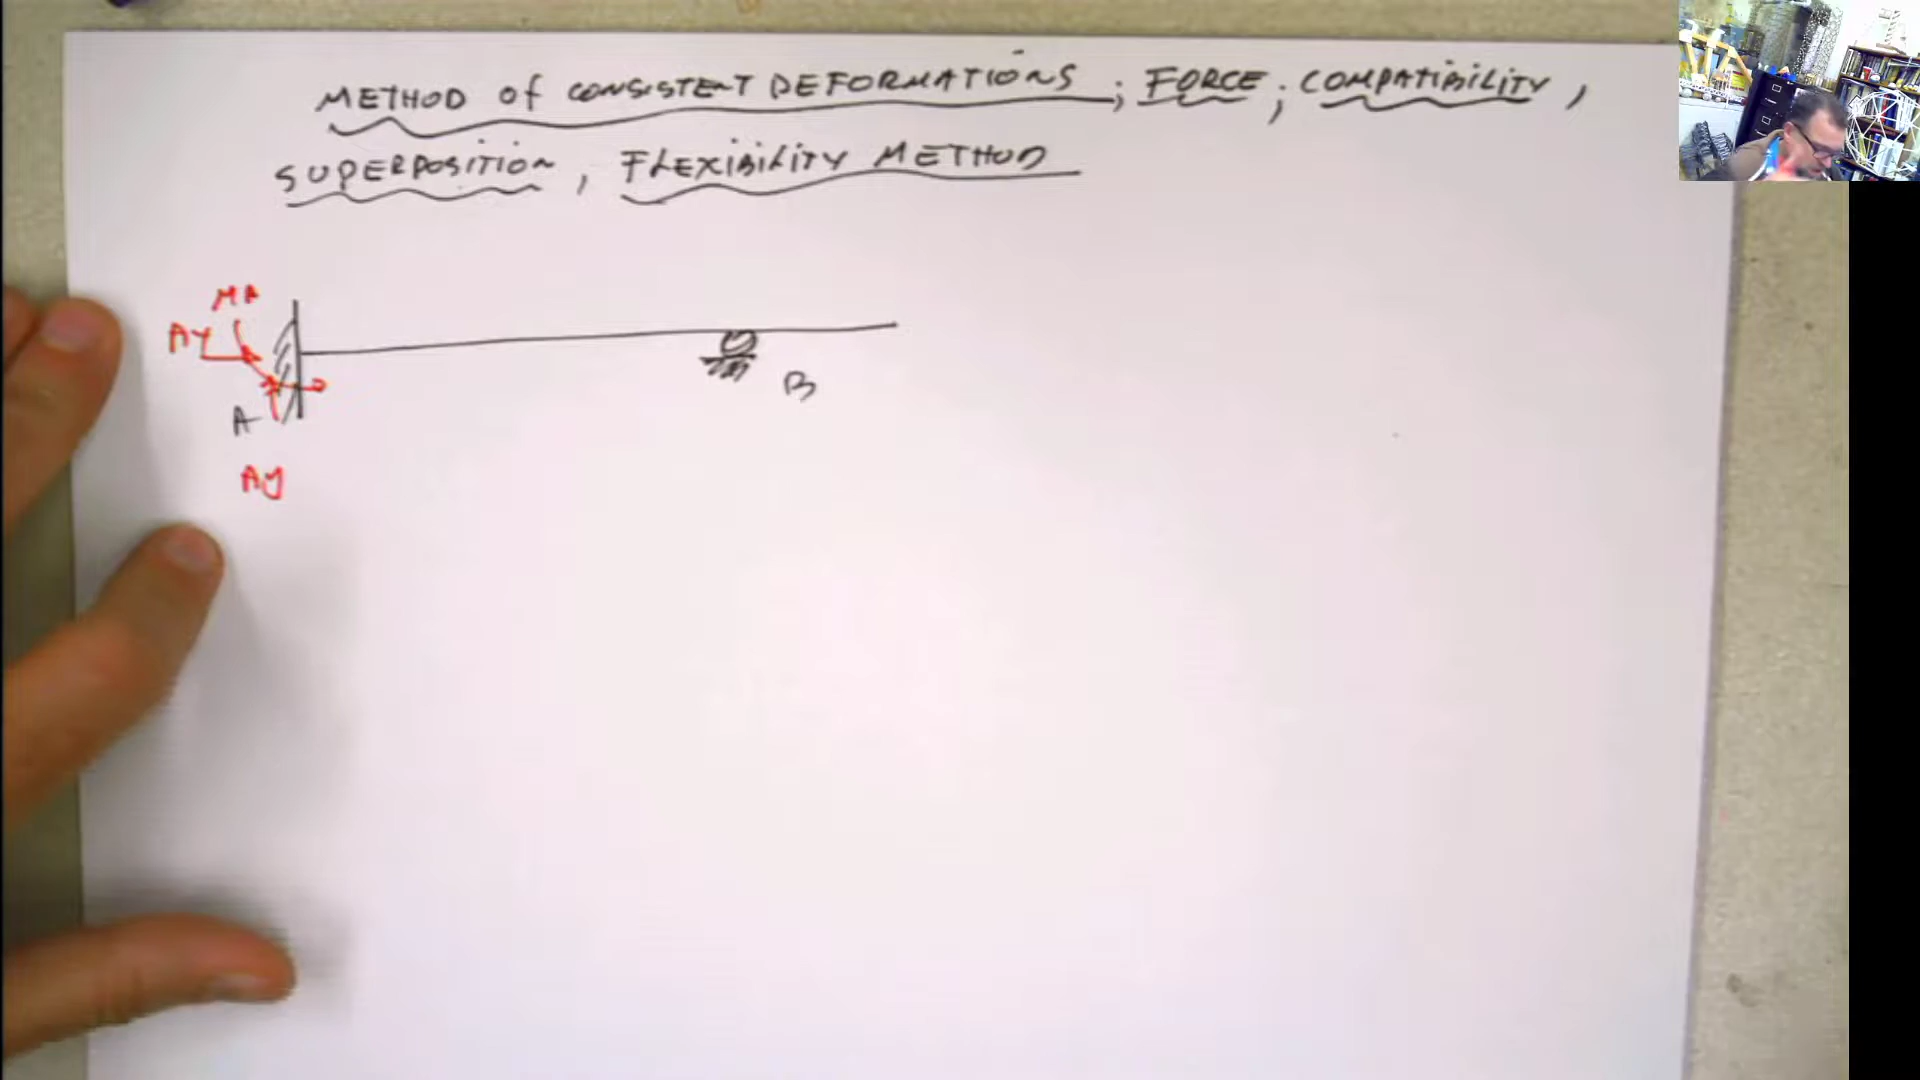 METHOD OF CONSISTENT DEFORMATIONS ; FORCE ; COMPATIBILITY ,
SUPERPOSITION , FLEXIBILITY METHOD
MA
AY
B
A
Ay